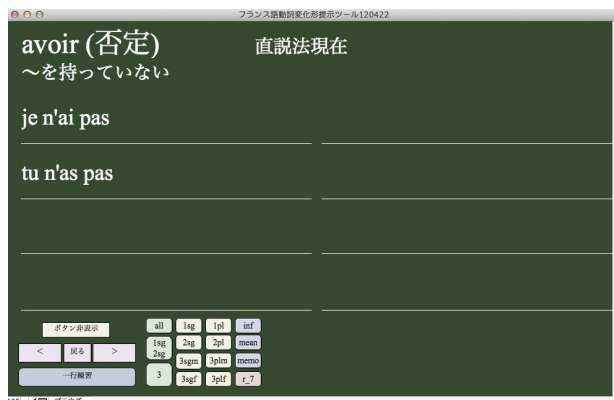 フランス語動詞変化形提示ツール120422
avoir (否定) 直説法現在
〜を持っていない
je n'ai pas
tu n'as pas
ボタン非表示 all 1sg 1pl inf
< 戻る > 1sg 2sg 2sg 2pl mean
3sgm 3plm memo
一行練習 3 3sgf 3plf r_7